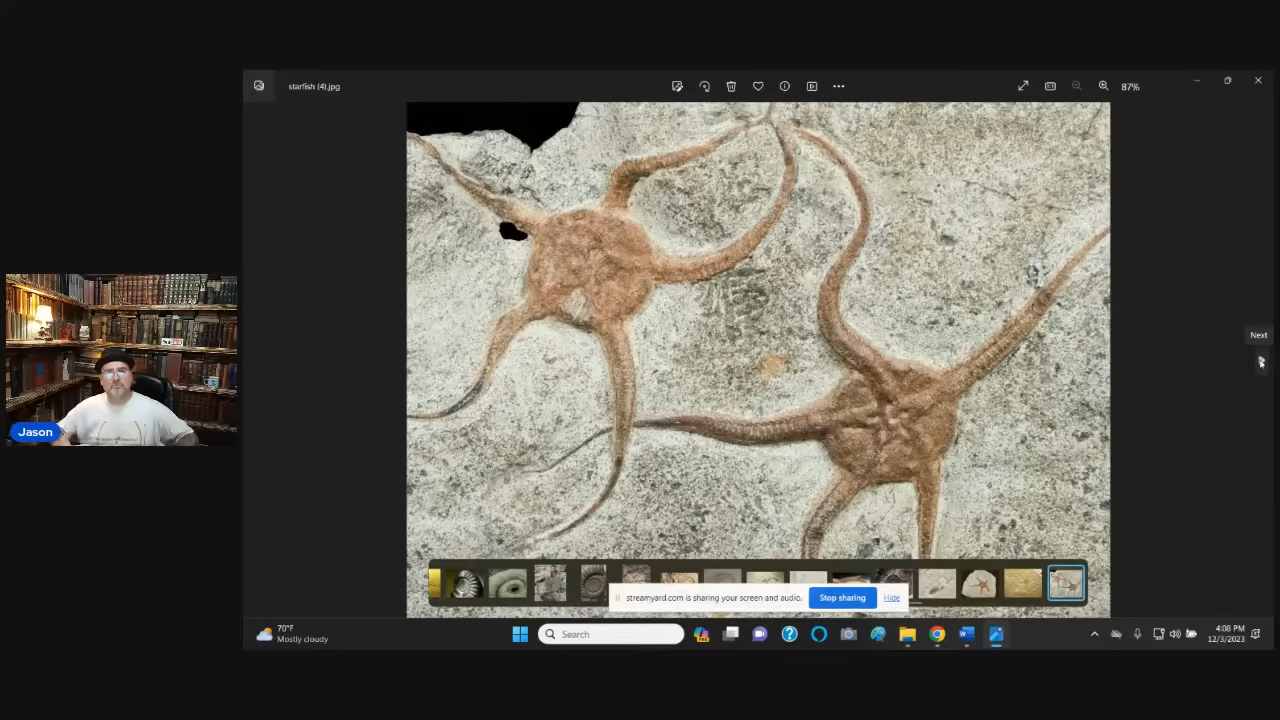 starfish (4).jpg
87%
Next
Jason
streamyard.com is sharing your screen and audio.
Stop sharing
Hide
70°F
Mostly cloudy
Search
4:08 PM
12/3/2023